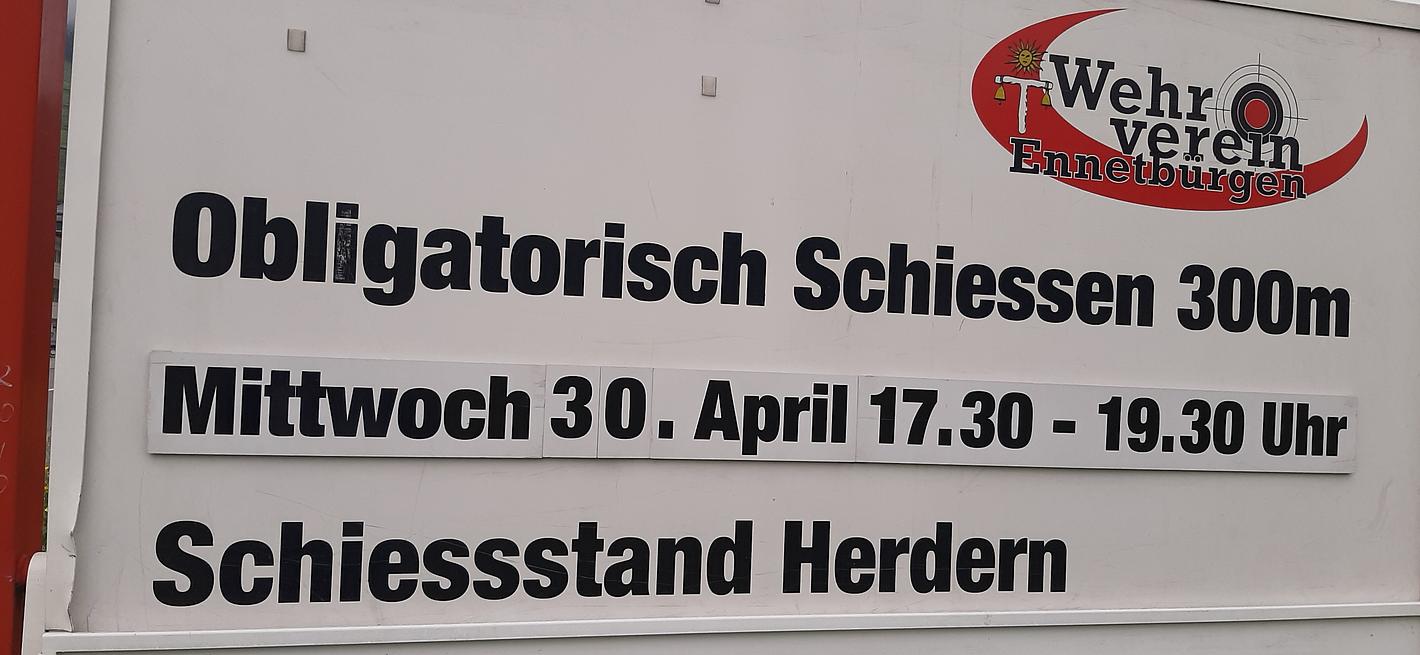 Wehr
verein
Ennetbürgen
Obligatorisch Schiessen 300m
Mittwoch 30. April 17.30 - 19.30 Uhr
Schiessstand Herdern